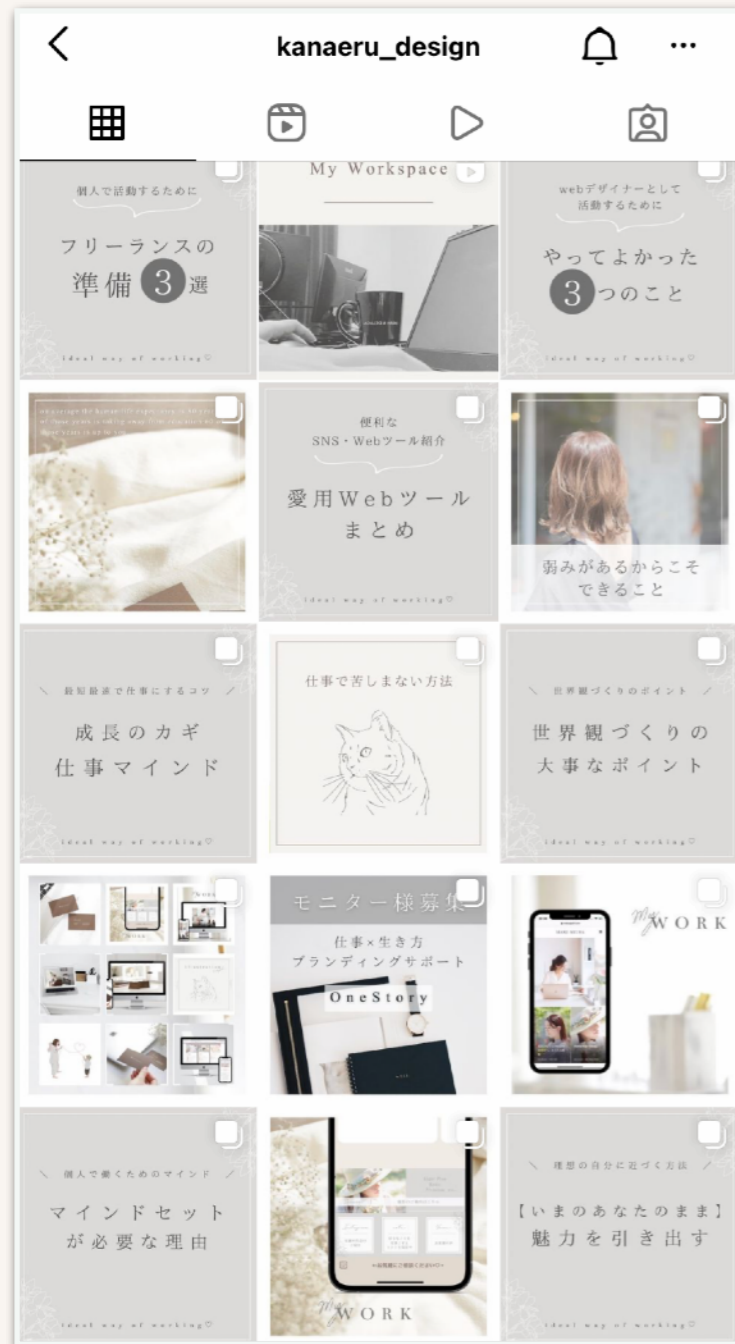 kanaeru_design
個人で活動するために
フリーランスの
準備3選
ideal way of working♡
My Workspace
webデザイナーとして
活動するために
やってよかった
3つのこと
ideal way of working♡
便利な
SNS・Webツール紹介
愛用Webツール
まとめ
ideal way of working♡
弱みがあるからこそ
できること
\ 最短最速で仕事にするコツ /
成長のカギ
仕事マインド
ideal way of working♡
仕事で苦しまない方法
\ 世界観づくりのポイント /
世界観づくりの
大事なポイント
ideal way of working♡
モニター様募集
仕事×生き方
ブランディングサポート
OneStory
My WORK
\ 個人で働くためのマインド /
マインドセット
が必要な理由
ideal way of working♡
My WORK
\ 理想の自分に近づく方法 /
【いまのあなたのまま】
魅力を引き出す
ideal way of working♡